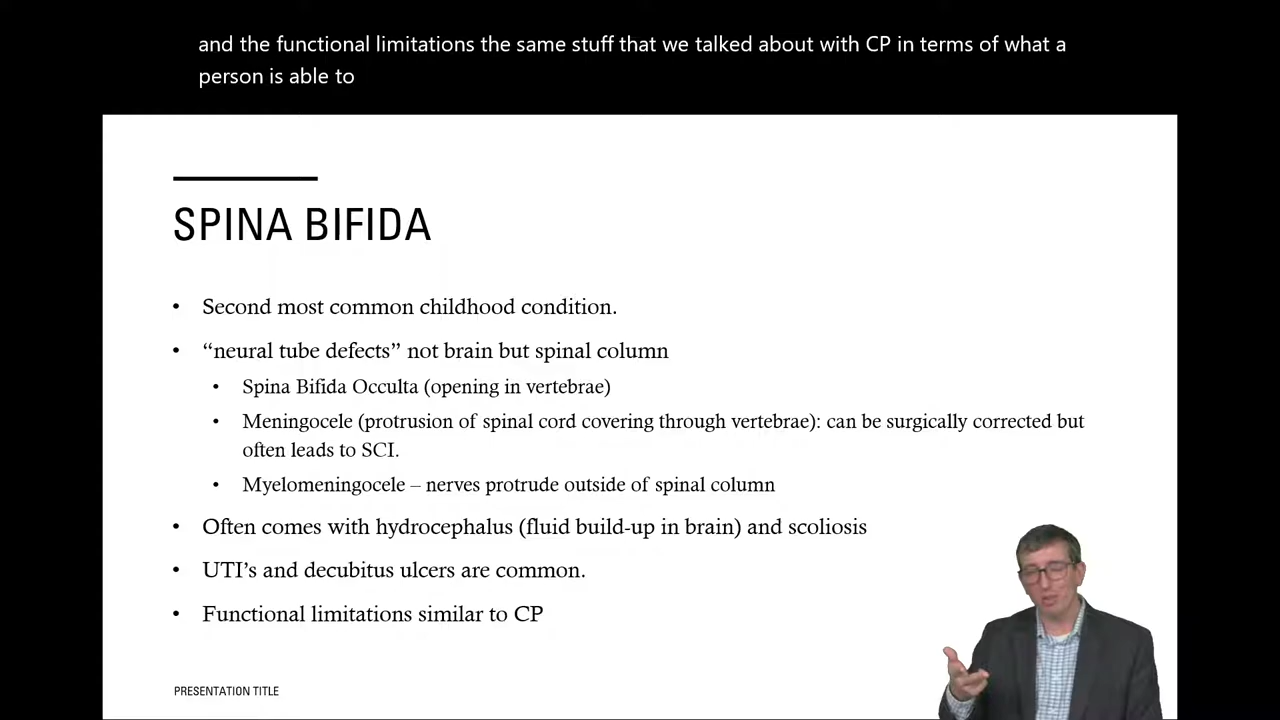 and the functional limitations the same stuff that we talked about with CP in terms of what a
person is able to
SPINA BIFIDA
• Second most common childhood condition.
• “neural tube defects” not brain but spinal column
• Spina Bifida Occulta (opening in vertebrae)
• Meningocele (protrusion of spinal cord covering through vertebrae): can be surgically corrected but
often leads to SCI.
• Myelomeningocele – nerves protrude outside of spinal column
• Often comes with hydrocephalus (fluid build-up in brain) and scoliosis
• UTI’s and decubitus ulcers are common.
• Functional limitations similar to CP
PRESENTATION TITLE